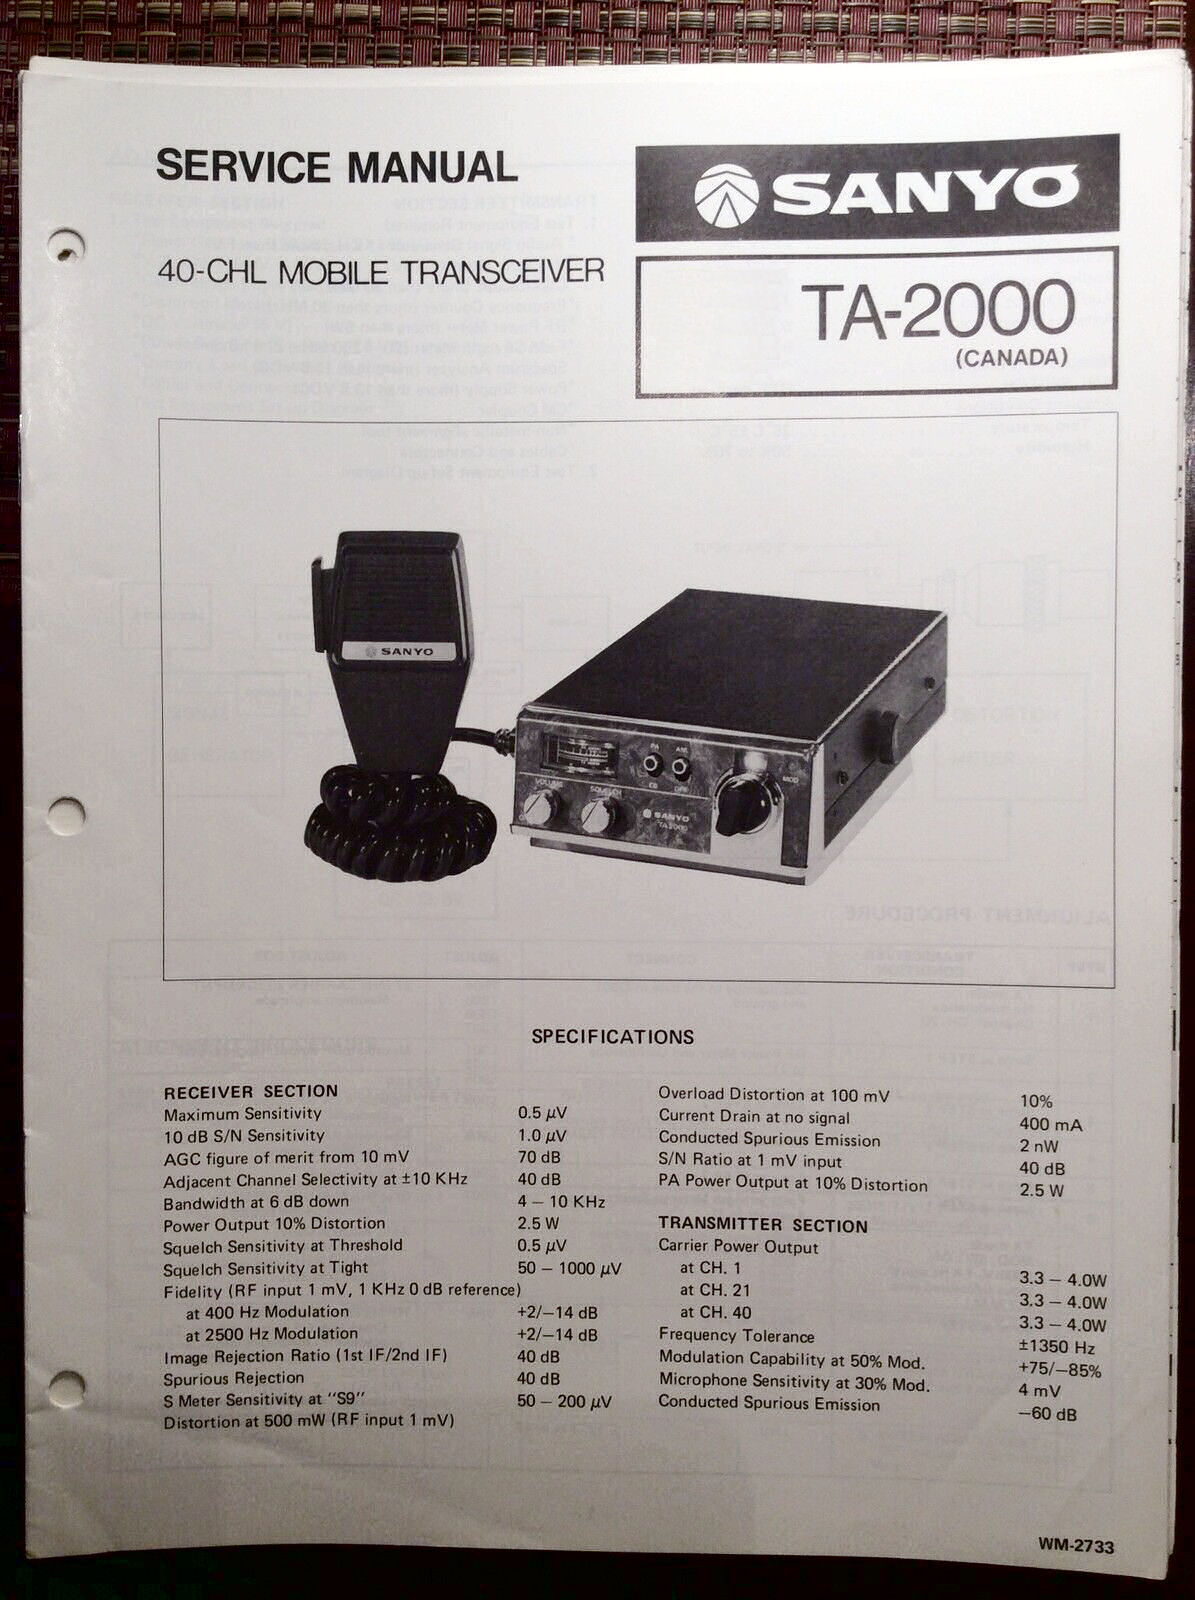 SERVICE MANUAL
40-CHL MOBILE TRANSCEIVER
SANYO
TA-2000
(CANADA)
SANYO
PA
CB
OFF
MOD
VOLUME
SQUELCH
SANYO
TA2000
SPECIFICATIONS
RECEIVER SECTION
Maximum Sensitivity 0.5 µV
10 dB S/N Sensitivity 1.0 µV
AGC figure of merit from 10 mV 70 dB
Adjacent Channel Selectivity at ±10 KHz 40 dB
Bandwidth at 6 dB down 4 – 10 KHz
Power Output 10% Distortion 2.5 W
Squelch Sensitivity at Threshold 0.5 µV
Squelch Sensitivity at Tight 50 – 1000 µV
Fidelity (RF input 1 mV, 1 KHz 0 dB reference)
at 400 Hz Modulation +2/–14 dB
at 2500 Hz Modulation +2/–14 dB
Image Rejection Ratio (1st IF/2nd IF) 40 dB
Spurious Rejection 40 dB
S Meter Sensitivity at "S9" 50 – 200 µV
Distortion at 500 mW (RF input 1 mV)
Overload Distortion at 100 mV 10%
Current Drain at no signal 400 mA
Conducted Spurious Emission 2 nW
S/N Ratio at 1 mV input 40 dB
PA Power Output at 10% Distortion 2.5 W
TRANSMITTER SECTION
Carrier Power Output
at CH. 1 3.3 – 4.0W
at CH. 21 3.3 – 4.0W
at CH. 40 3.3 – 4.0W
Frequency Tolerance ±1350 Hz
Modulation Capability at 50% Mod. +75/–85%
Microphone Sensitivity at 30% Mod. 4 mV
Conducted Spurious Emission –60 dB
WM-2733